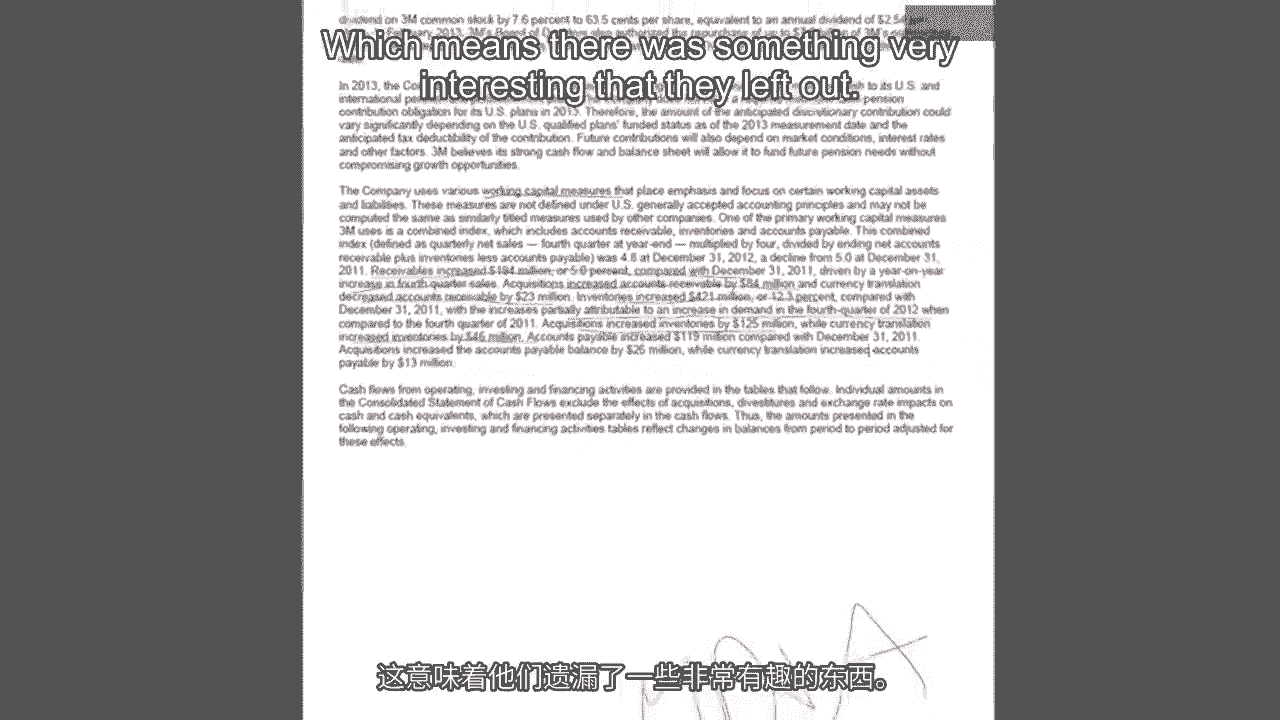 dividend on 3M common stock by 7.6 percent to 63.5 cents per share, equivalent to an annual dividend of $2.54
Which means there was something very
interesting that they left out.
In 2013, the
to its U.S. and
international
pension
contribution obligation for its U.S. plans in 2013. Therefore, the amount of the anticipated discretionary contribution could
vary significantly depending on the U.S. qualified plans' funded status as of the 2013 measurement date and the
anticipated tax deductibility of the contribution. Future contributions will also depend on market conditions, interest rates
and other factors. 3M believes its strong cash flow and balance sheet will allow it to fund future pension needs without
compromising growth opportunities.
The Company uses various working capital measures that place emphasis and focus on certain working capital assets
and liabilities. These measures are not defined under U.S. generally accepted accounting principles and may not be
computed the same as similarly titled measures used by other companies. One of the primary working capital measures
3M uses is a combined index, which includes accounts receivable, inventories and accounts payable. This combined
index (defined as quarterly net sales — fourth quarter at year-end — multiplied by four, divided by ending net accounts
receivable plus inventories less accounts payable) was 4.8 at December 31, 2012, a decline from 5.0 at December 31,
2011. Receivables increased $194 million, or 5.0 percent, compared with December 31, 2011, driven by a year-on-year
increase in fourth-quarter sales. Acquisitions increased accounts receivable by $84 million and currency translation
decreased accounts receivable by $23 million. Inventories increased $421 million, or 12.3 percent, compared with
December 31, 2011, with the increases partially attributable to an increase in demand in the fourth-quarter of 2012 when
compared to the fourth quarter of 2011. Acquisitions increased inventories by $125 million, while currency translation
increased inventories by $46 million. Accounts payable increased $119 million compared with December 31, 2011.
Acquisitions increased the accounts payable balance by $26 million, while currency translation increased accounts
payable by $13 million.
Cash flows from operating, investing and financing activities are provided in the tables that follow. Individual amounts in
the Consolidated Statement of Cash Flows exclude the effects of acquisitions, divestitures and exchange rate impacts on
cash and cash equivalents, which are presented separately in the cash flows. Thus, the amounts presented in the
following operating, investing and financing activities tables reflect changes in balances from period to period adjusted for
these effects.
这意味着他们遗漏了一些非常有趣的东西。